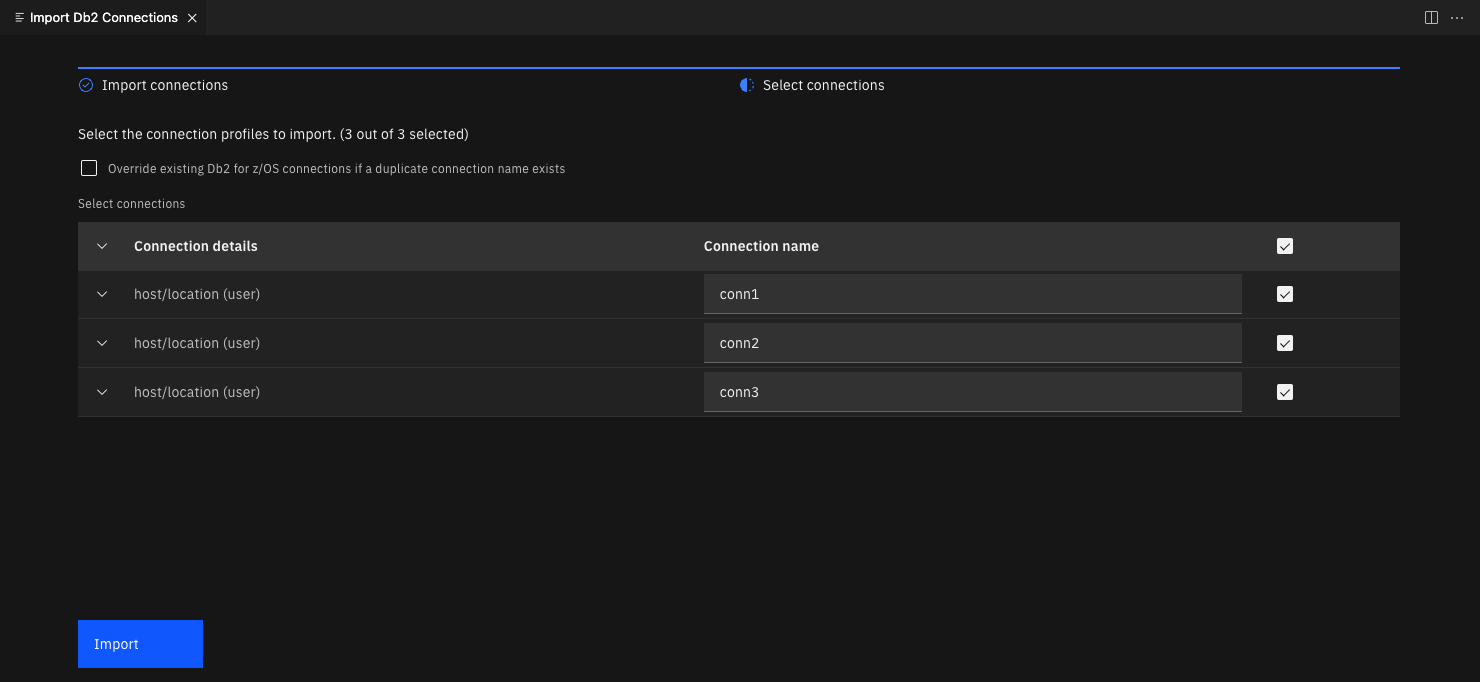 Import Db2 Connections
Import connections
Select connections
Select the connection profiles to import. (3 out of 3 selected)
Override existing Db2 for z/OS connections if a duplicate connection name exists
Select connections
Connection details Connection name
host/location (user) conn1
host/location (user) conn2
host/location (user) conn3
Import